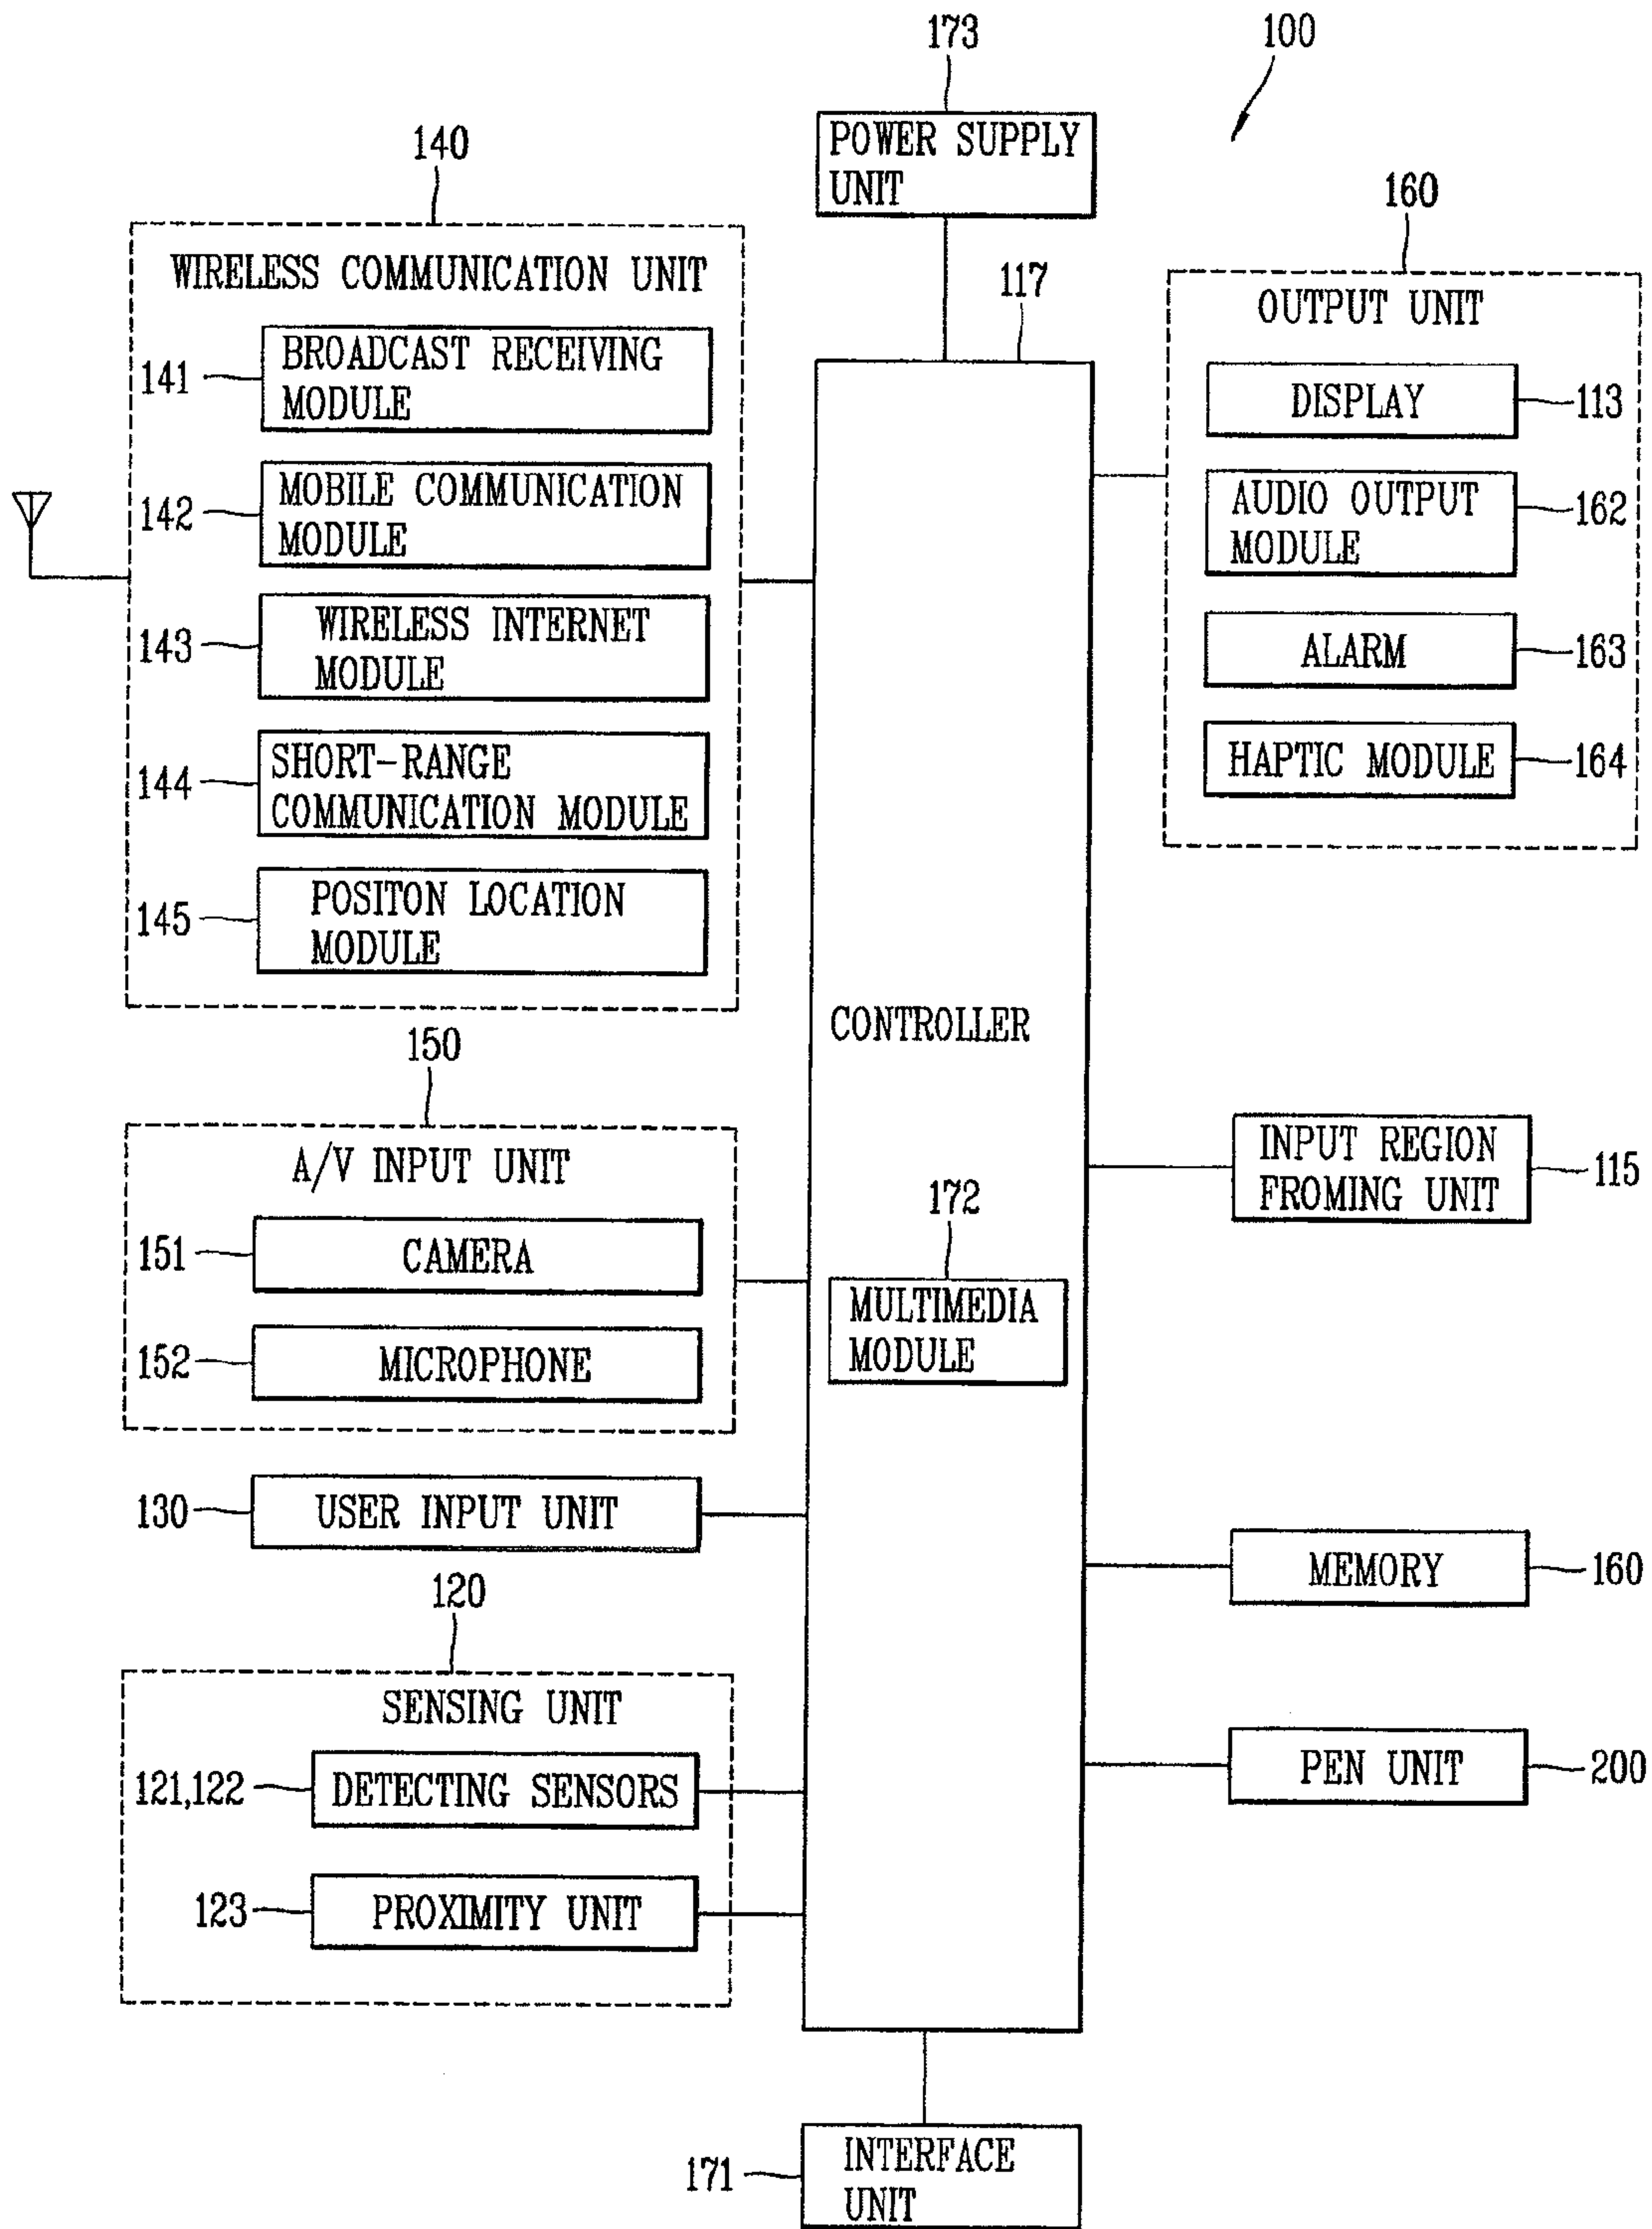 173
100
POWER SUPPLY
UNIT
140
160
WIRELESS COMMUNICATION UNIT
117
OUTPUT UNIT
141
BROADCAST RECEIVING
MODULE
DISPLAY
113
142
MOBILE COMMUNICATION
MODULE
AUDIO OUTPUT
MODULE
162
143
WIRELESS INTERNET
MODULE
ALARM
163
144
SHORT-RANGE
COMMUNICATION MODULE
HAPTIC MODULE
164
145
POSITON LOCATION
MODULE
CONTROLLER
150
A/V INPUT UNIT
INPUT REGION
FROMING UNIT
115
151
CAMERA
172
MULTIMEDIA
MODULE
152
MICROPHONE
130
USER INPUT UNIT
MEMORY
160
120
SENSING UNIT
121,122
DETECTING SENSORS
PEN UNIT
200
123
PROXIMITY UNIT
171
INTERFACE
UNIT